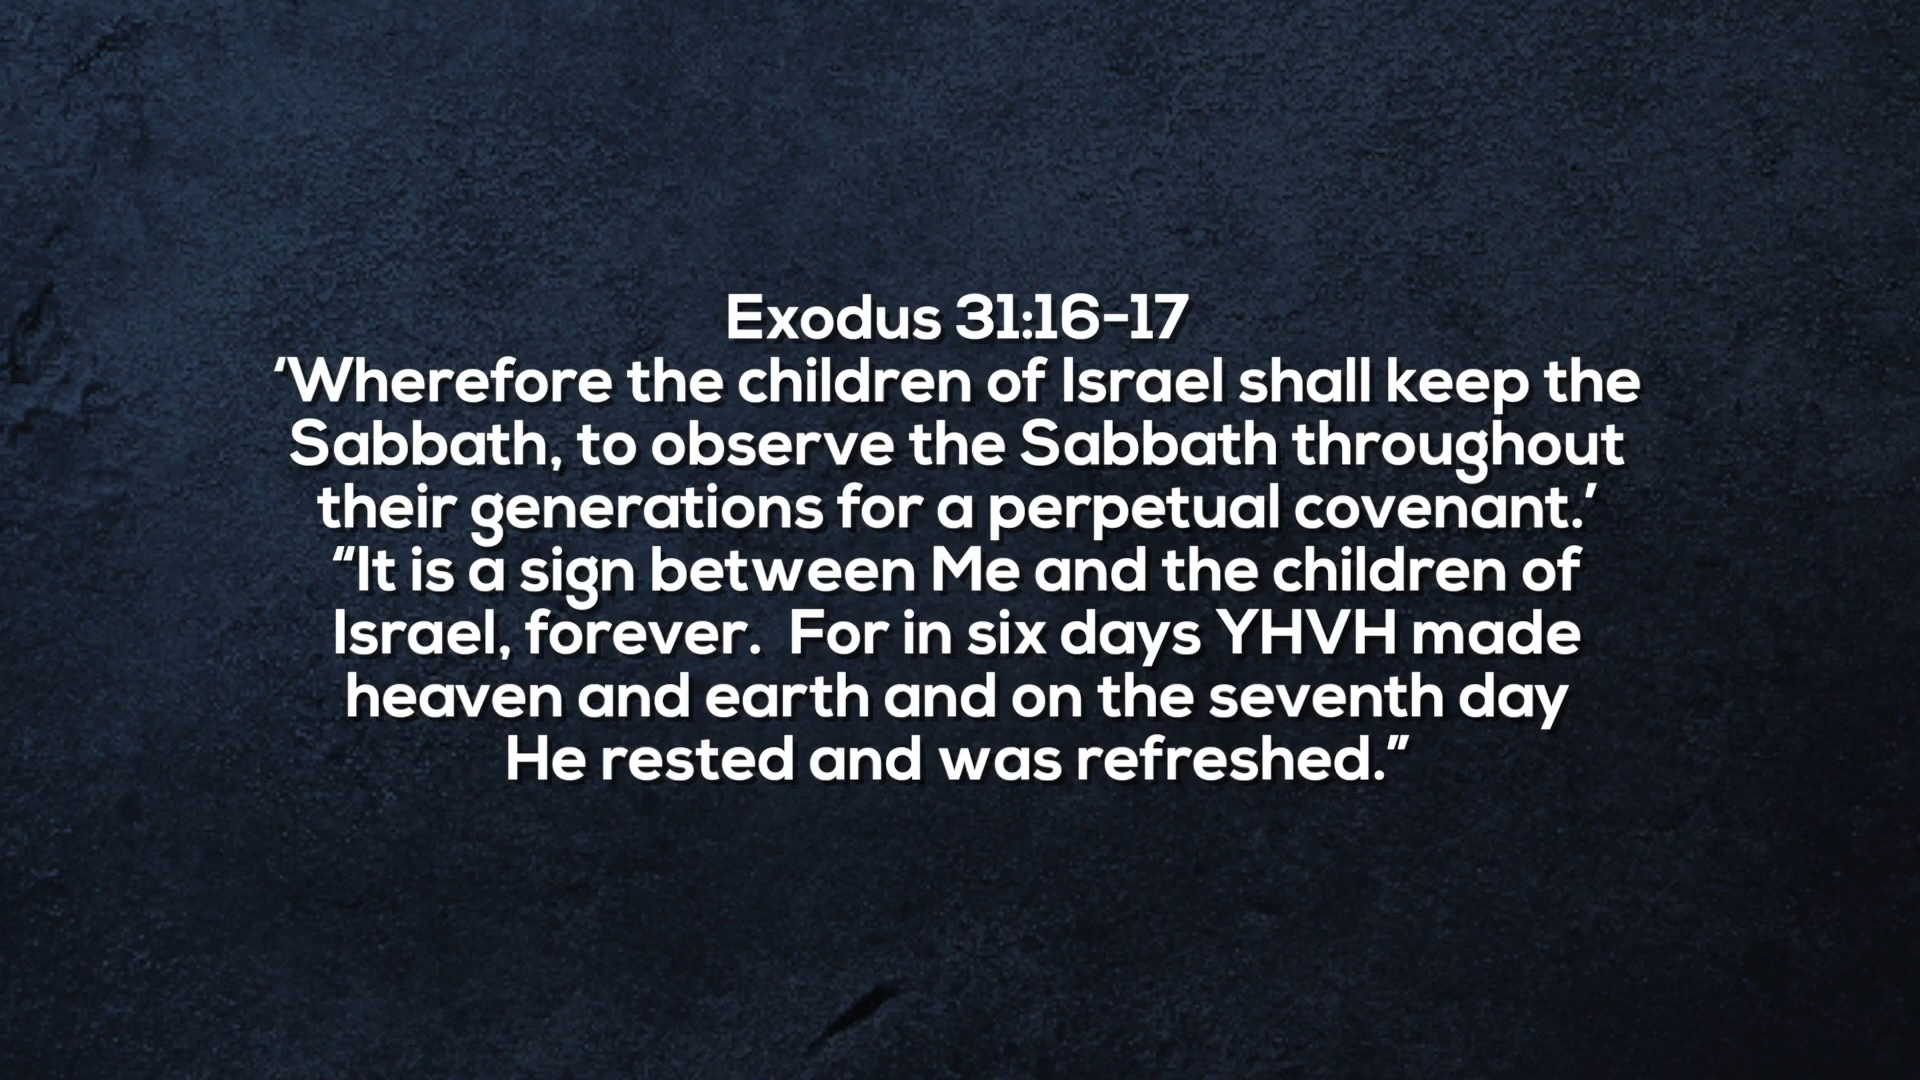 Exodus 31:16-17
‘Wherefore the children of Israel shall keep the
Sabbath, to observe the Sabbath throughout
their generations for a perpetual covenant.’
“It is a sign between Me and the children of
Israel, forever.  For in six days YHVH made
heaven and earth and on the seventh day
He rested and was refreshed.”